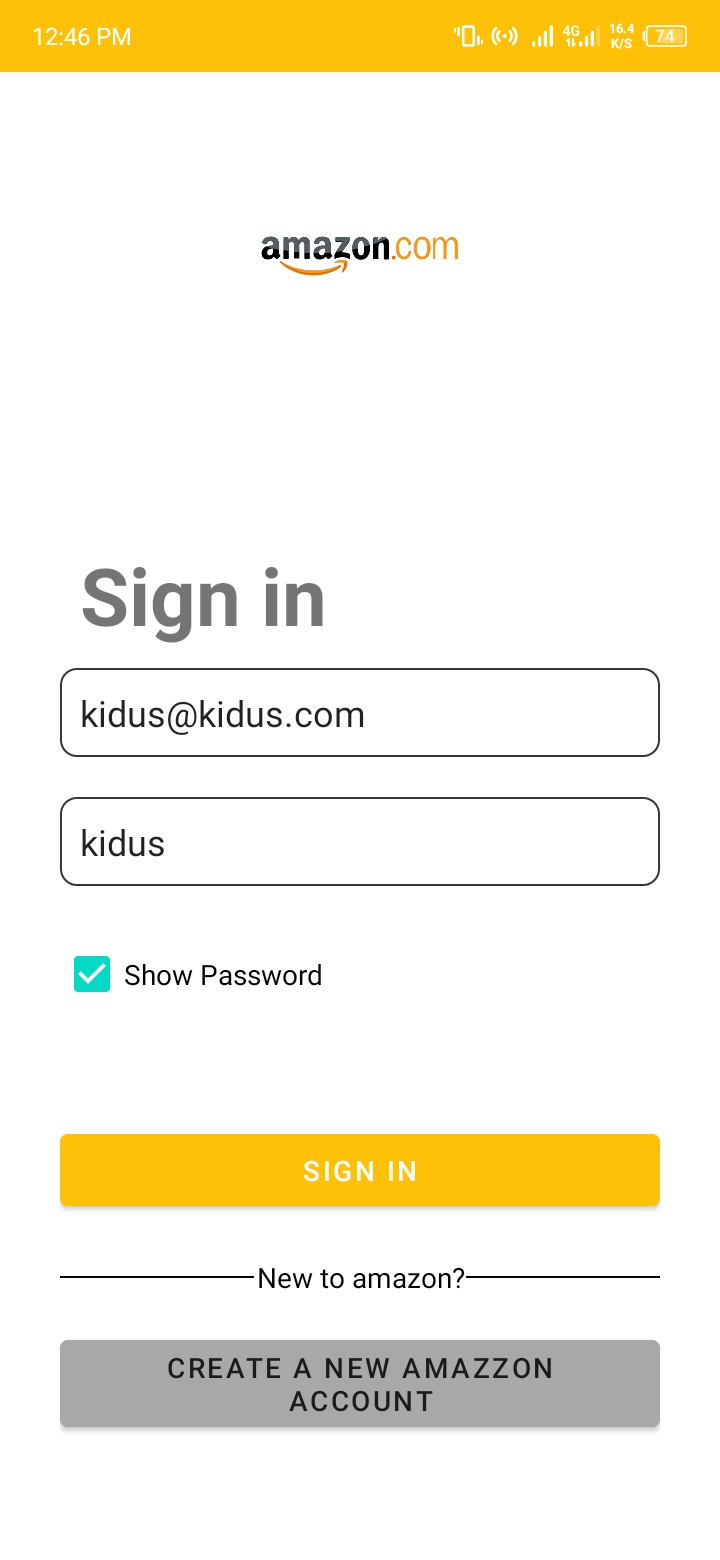 12:46 PM 4G 16.4 K/S 74
amazon.com
Sign in
kidus@kidus.com
kidus
Show Password
SIGN IN
New to amazon?
CREATE A NEW AMAZZON
ACCOUNT